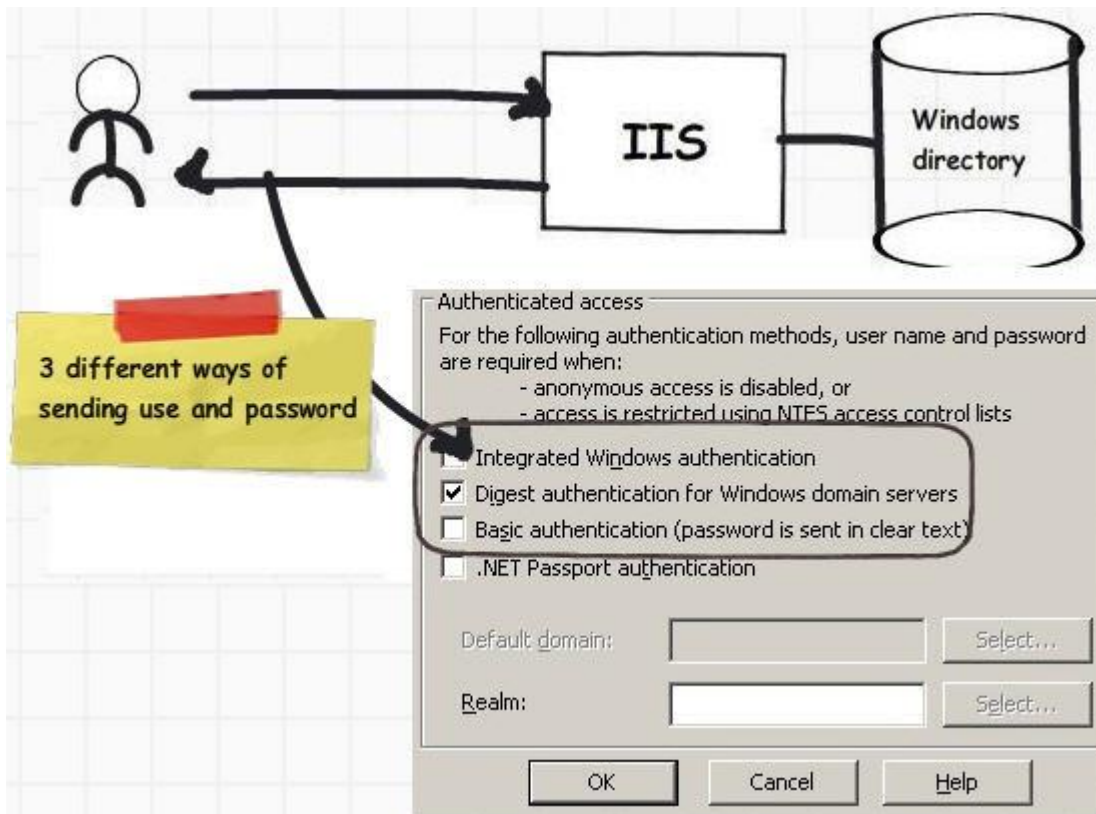 IIS
Windows
directory
3 different ways of
sending use and password
Authenticated access
For the following authentication methods, user name and password
are required when:
- anonymous access is disabled, or
- access is restricted using NTFS access control lists
Integrated Windows authentication
Digest authentication for Windows domain servers
Basic authentication (password is sent in clear text)
.NET Passport authentication
Default domain:
Select...
Realm:
Select...
OK
Cancel
Help